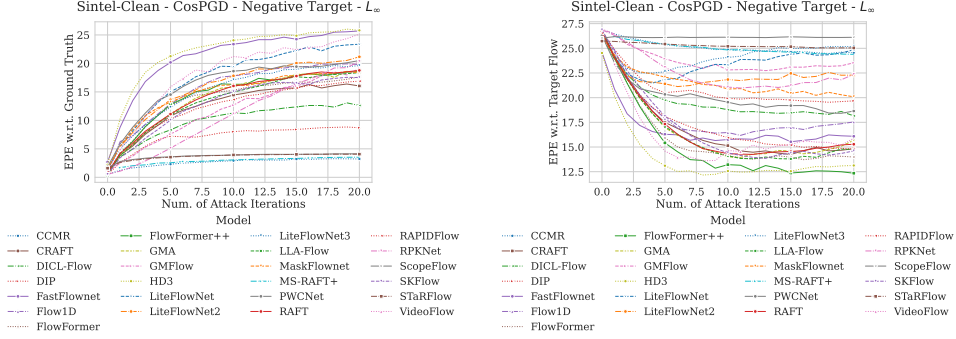 Sintel-Clean - CosPGD - Negative Target - L∞
EPE w.r.t. Ground Truth
25
20
15
10
5
0
0.0 2.5 5.0 7.5 10.0 12.5 15.0 17.5 20.0
Num. of Attack Iterations
Model
CCMR FlowFormer++ LiteFlowNet3 RAPIDFlow
CRAFT GMA LLA-Flow RPKNet
DICL-Flow GMFlow MaskFlownet ScopeFlow
DIP HD3 MS-RAFT+ SKFlow
FastFlownet LiteFlowNet PWCNet STaRFlow
Flow1D LiteFlowNet2 RAFT VideoFlow
FlowFormer
Sintel-Clean - CosPGD - Negative Target - L∞
EPE w.r.t. Target Flow
27.5
25.0
22.5
20.0
17.5
15.0
12.5
0.0 2.5 5.0 7.5 10.0 12.5 15.0 17.5 20.0
Num. of Attack Iterations
Model
CCMR FlowFormer++ LiteFlowNet3 RAPIDFlow
CRAFT GMA LLA-Flow RPKNet
DICL-Flow GMFlow MaskFlownet ScopeFlow
DIP HD3 MS-RAFT+ SKFlow
FastFlownet LiteFlowNet PWCNet STaRFlow
Flow1D LiteFlowNet2 RAFT VideoFlow
FlowFormer